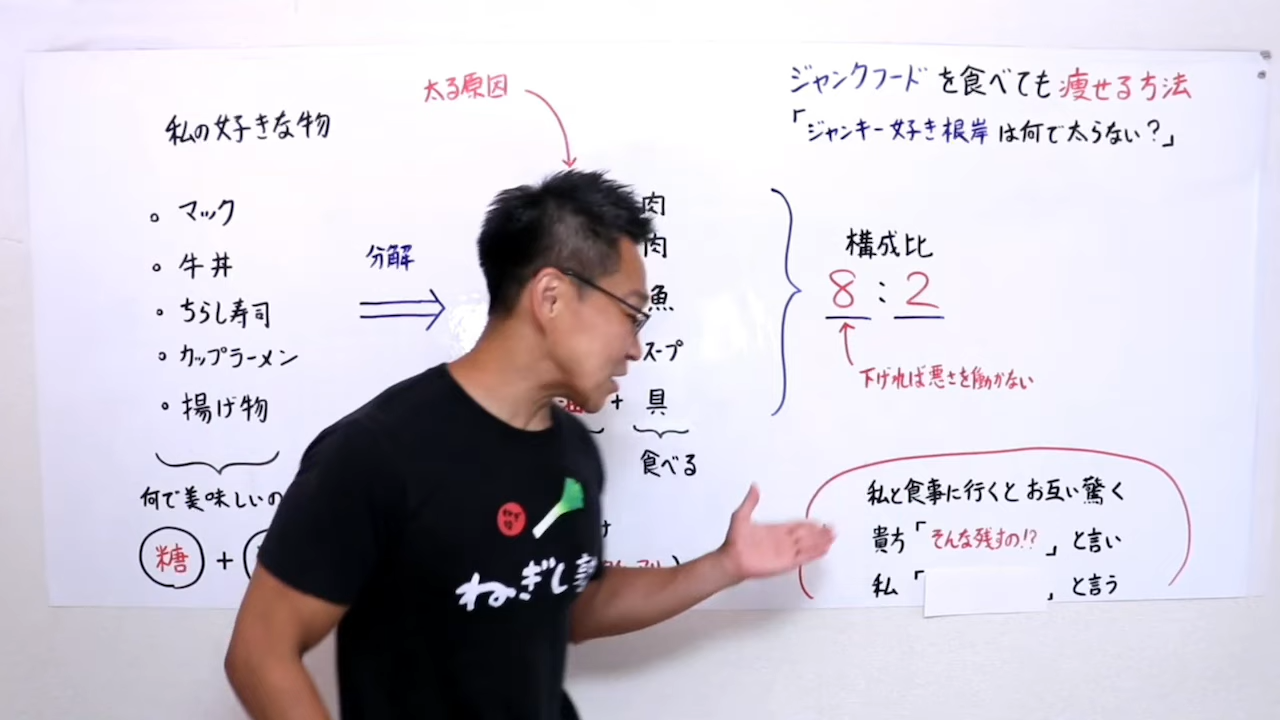 ジャンクフードを食べても痩せる方法
「ジャンキー好き根岸は何で太らない?」
太る原因
私の好きな物
・マック
・牛丼
・ちらし寿司
・カップラーメン
・揚げ物
何で美味しいの
糖 +
分解
肉
肉
魚
スープ
+ 具
食べる
構成比
8:2
下げれば悪さを働かない
私と食事に行くとお互い驚く
貴方「そんな残すの!?」と言い
私「 」と言う
ねぎし